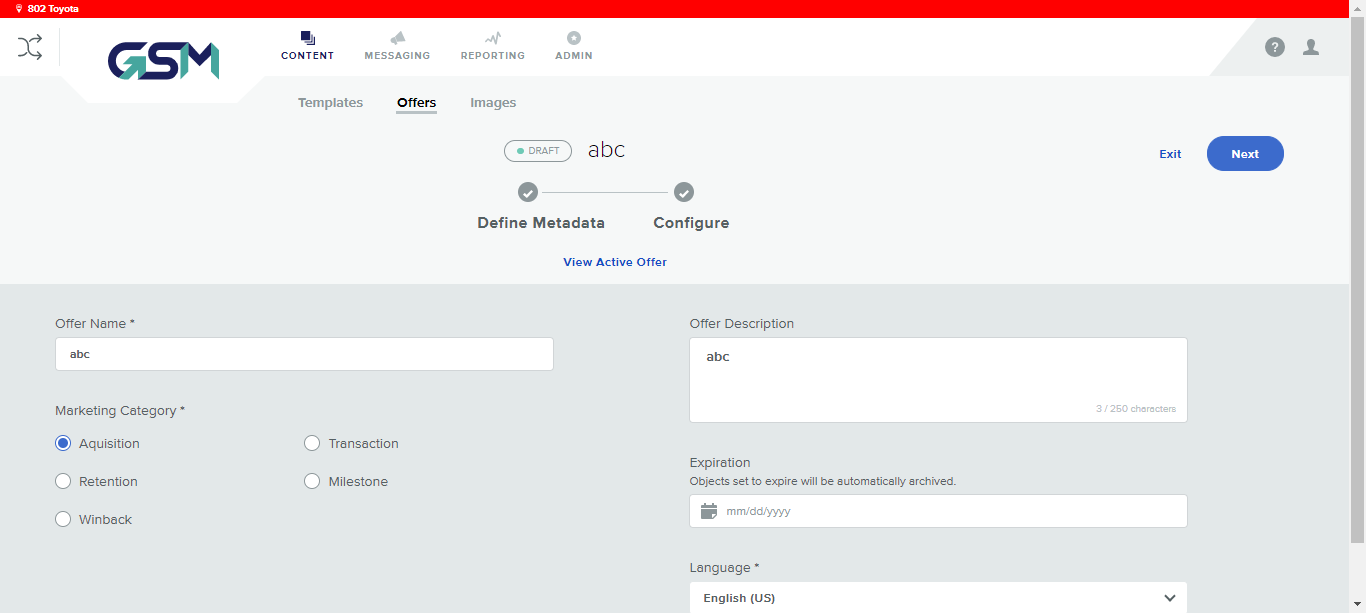 802 Toyota
GSM
CONTENT
MESSAGING
REPORTING
ADMIN
?
Templates
Offers
Images
DRAFT
abc
Exit
Next
Define Metadata
Configure
View Active Offer
Offer Name *
abc
Marketing Category *
Aquisition
Transaction
Retention
Milestone
Winback
Offer Description
abc
3 / 250 characters
Expiration
Objects set to expire will be automatically archived.
mm/dd/yyyy
Language *
English (US)